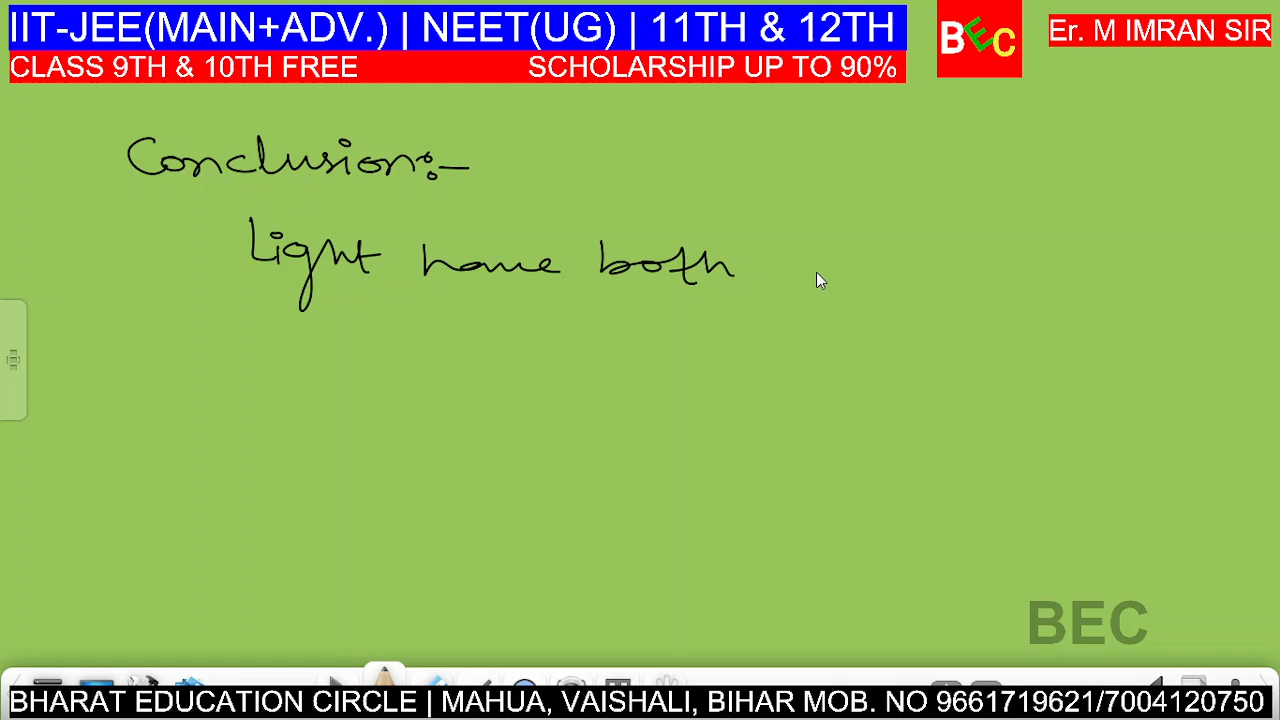 IIT-JEE(MAIN+ADV.) | NEET(UG) | 11TH & 12TH
CLASS 9TH & 10TH FREE SCHOLARSHIP UP TO 90%
BEC
Er. M IMRAN SIR
Conclusion:-
Light have both
BEC
BHARAT EDUCATION CIRCLE | MAHUA, VAISHALI, BIHAR MOB. NO 9661719621/7004120750